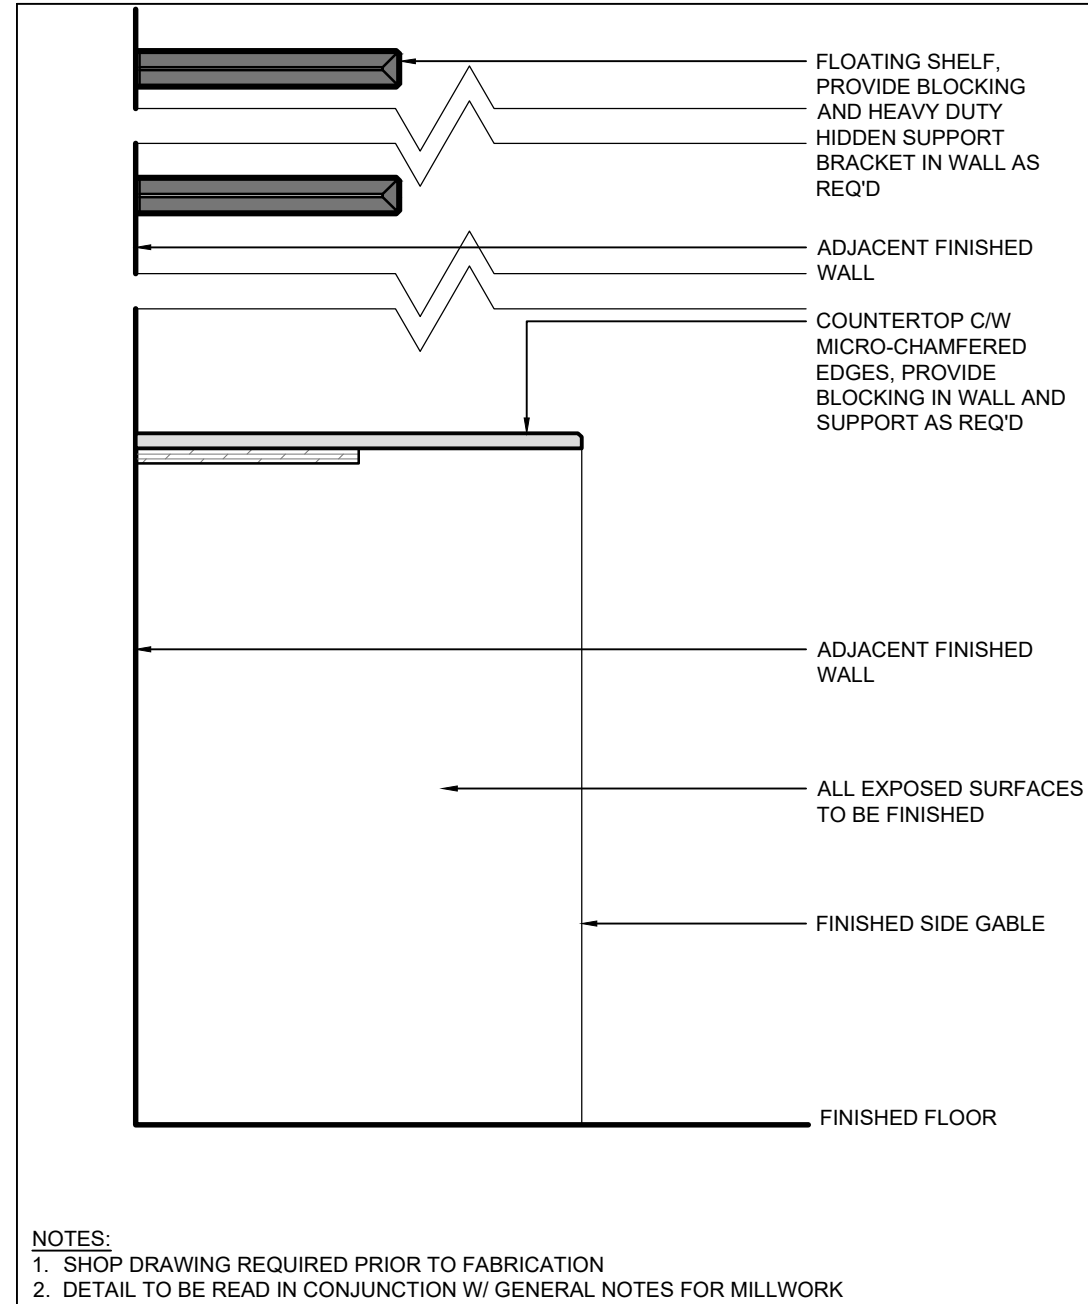 FLOATING SHELF,
PROVIDE BLOCKING
AND HEAVY DUTY
HIDDEN SUPPORT
BRACKET IN WALL AS
REQ'D
ADJACENT FINISHED
WALL
COUNTERTOP C/W
MICRO-CHAMFERED
EDGES, PROVIDE
BLOCKING IN WALL AND
SUPPORT AS REQ'D
ADJACENT FINISHED
WALL
ALL EXPOSED SURFACES
TO BE FINISHED
FINISHED SIDE GABLE
FINISHED FLOOR
NOTES:
1. SHOP DRAWING REQUIRED PRIOR TO FABRICATION
2. DETAIL TO BE READ IN CONJUNCTION W/ GENERAL NOTES FOR MILLWORK